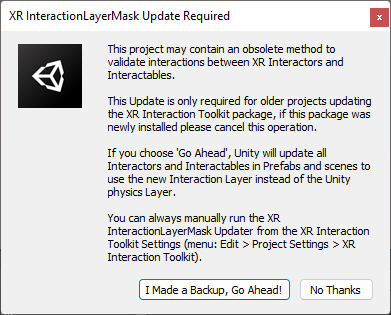 XR InteractionLayerMask Update Required
x
This project may contain an obsolete method to
validate interactions between XR Interactors and
Interactables.
This Update is only required for older projects updating
the XR Interaction Toolkit package, if this package was
newly installed please cancel this operation.
If you choose 'Go Ahead', Unity will update all
Interactors and Interactables in Prefabs and scenes to
use the new Interaction Layer instead of the Unity
physics Layer.
You can always manually run the XR
InteractionLayerMask Updater from the XR Interaction
Toolkit Settings (menu: Edit > Project Settings > XR
Interaction Toolkit).
I Made a Backup, Go Ahead!
No Thanks